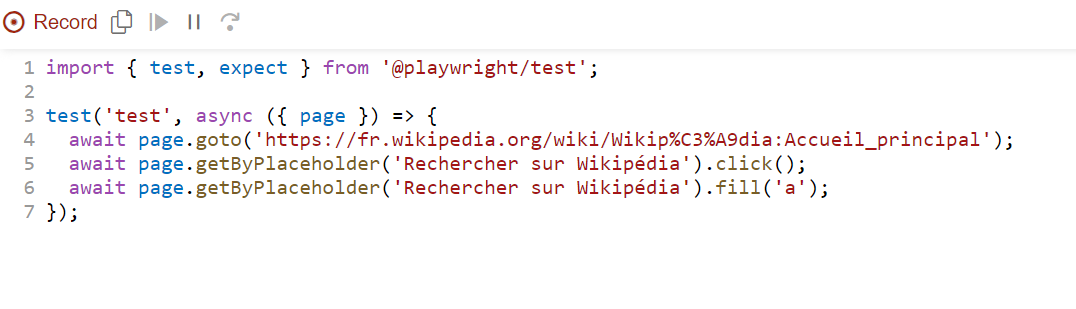 Record
1 import { test, expect } from '@playwright/test';
2
3 test('test', async ({ page }) => {
4   await page.goto('https://fr.wikipedia.org/wiki/Wikip%C3%A9dia:Accueil_principal');
5   await page.getByPlaceholder('Rechercher sur Wikipédia').click();
6   await page.getByPlaceholder('Rechercher sur Wikipédia').fill('a');
7 });